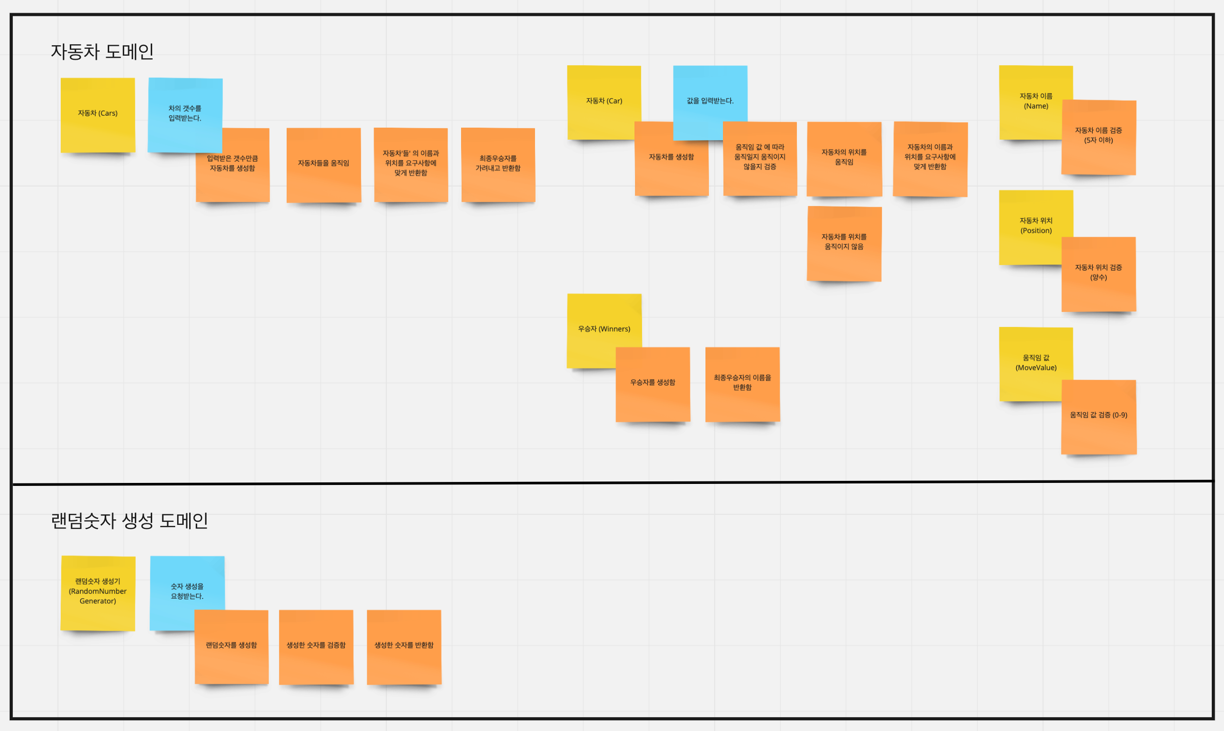 자동차 도메인
자동차 (Cars)
차의 갯수를
입력받는다.
입력받은 갯수만큼
자동차를 생성함
자동차들을 움직임
자동차'들' 의 이름과
위치를 요구사항에
맞게 반환함
최종우승자를
가려내고 반환함
자동차 (Car)
값을 입력받는다.
자동차를 생성함
움직임 값 에 따라
움직일지 움직이지
않을지 검증
자동차의 위치를
움직임
자동차의 이름과
위치를 요구사항에
맞게 반환함
자동차를 위치를
움직이지 않음
우승자 (Winners)
우승자를 생성함
최종우승자의 이름을
반환함
자동차 이름
(Name)
자동차 이름 검증
(5자 이하)
자동차 위치
(Position)
자동차 위치 검증
(양수)
움직임 값
(MoveValue)
움직임 값 검증 (0-9)
랜덤숫자 생성 도메인
랜덤숫자 생성기
(RandomNumber
Generator)
숫자 생성을
요청받는다.
랜덤숫자를 생성함
생성한 숫자를 검증함
생성한 숫자를 반환함